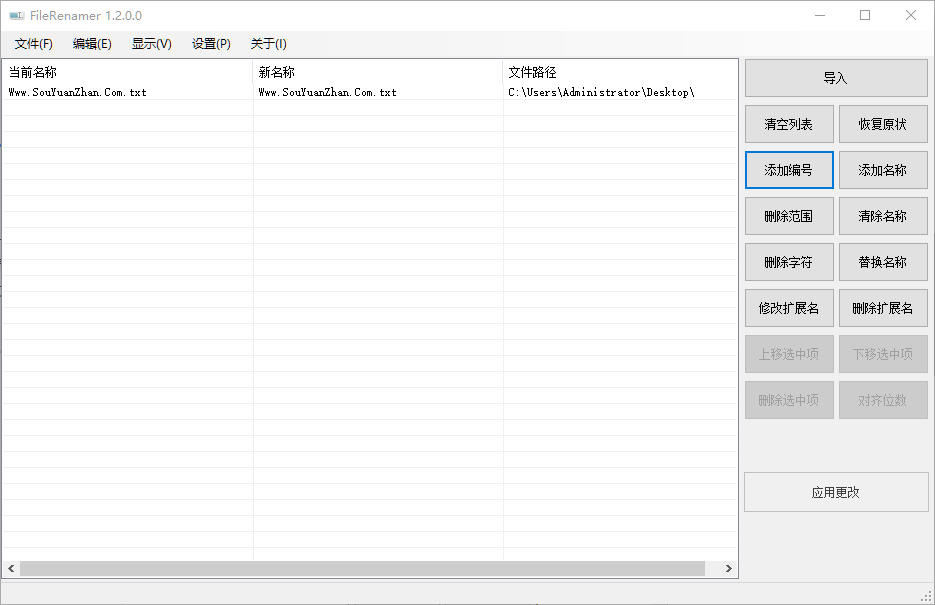 FileRenamer 1.2.0.0
文件(F) 编辑(E) 显示(V) 设置(P) 关于(I)
当前名称 新名称 文件路径
Www.SouYuanZhan.Com.txt Www.SouYuanZhan.Com.txt C:\Users\Administrator\Desktop\
导入
清空列表 恢复原状
添加编号 添加名称
删除范围 清除名称
删除字符 替换名称
修改扩展名 删除扩展名
上移选中项 下移选中项
删除选中项 对齐位数
应用更改